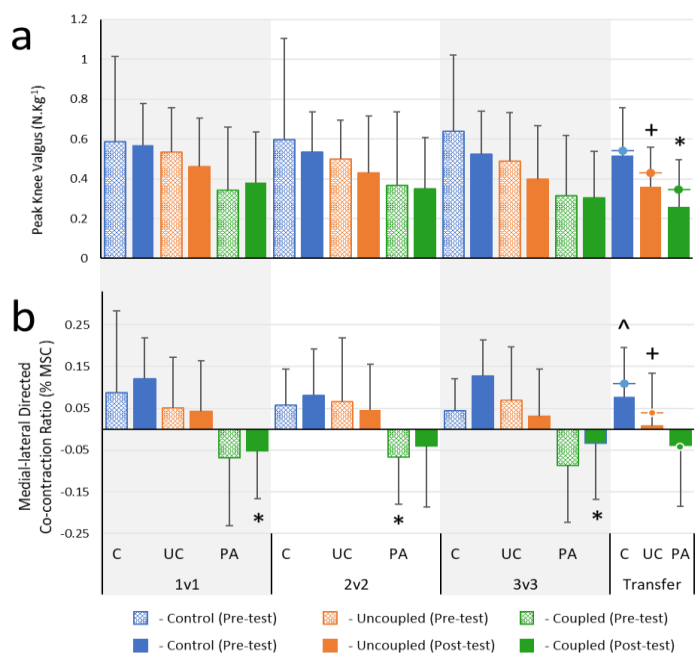 a
Peak Knee Valgus (N.Kg-1)
1.2
1
0.8
0.6
0.4
0.2
0
+
*
b
Medial-lateral Directed
Co-contraction Ratio (% MSC)
0.25
0.15
0.05
-0.05
-0.15
-0.25
^
+
* * *
C UC PA C UC PA C UC PA C UC PA
1v1 2v2 3v3 Transfer
- Control (Pre-test) - Uncoupled (Pre-test) - Coupled (Pre-test)
- Control (Post-test) - Uncoupled (Post-test) - Coupled (Post-test)